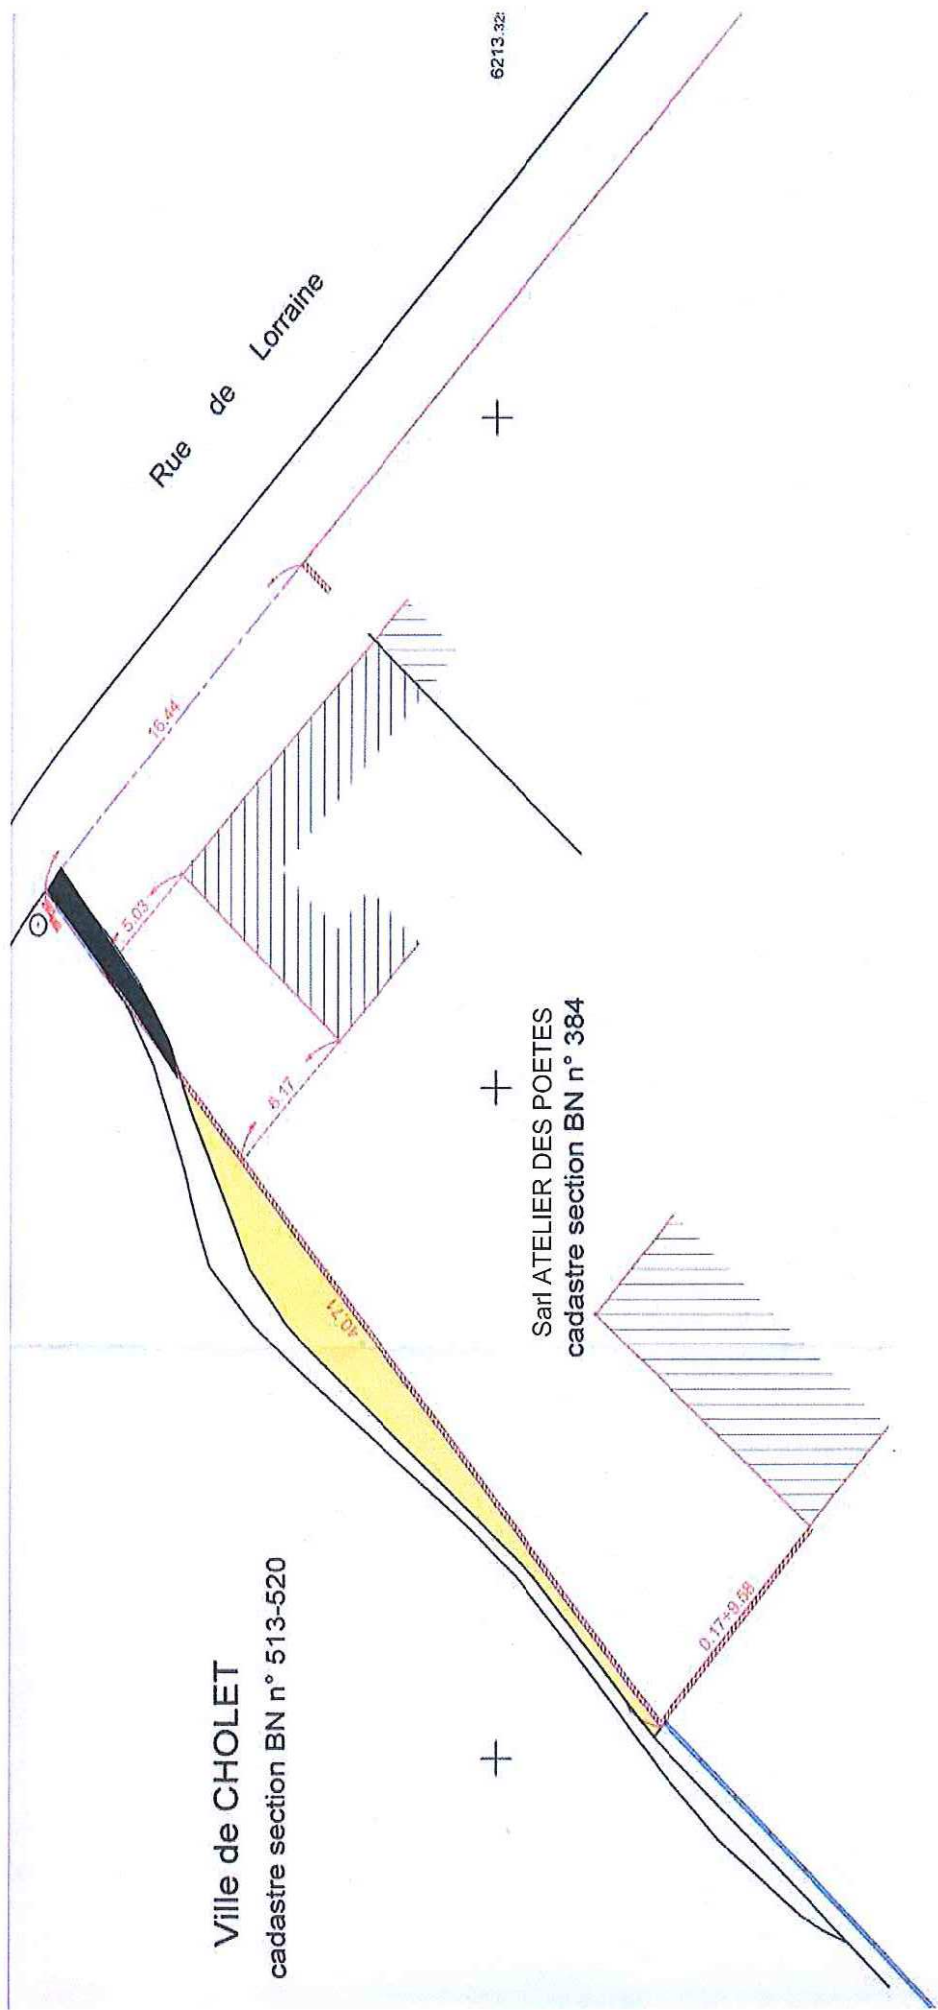 Ville de CHOLET
cadastre section BN n° 513-520
Rue de Lorraine
6213.32
16.44
5.03
6.17
40.71
Sarl ATELIER DES POETES
cadastre section BN n° 384
0.17+9.58